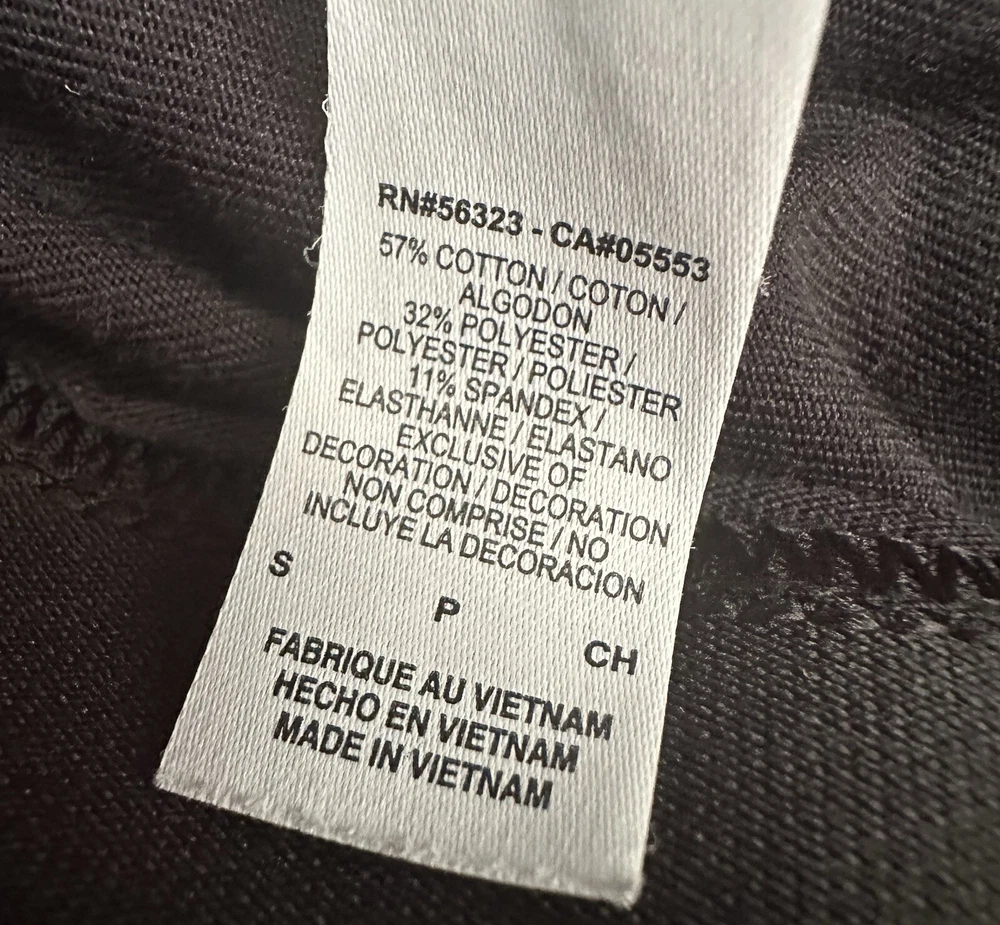 RN#56323 - CA#05553
57% COTTON / COTON /
ALGODON
32% POLYESTER /
POLYESTER / POLIESTER
11% SPANDEX /
ELASTHANNE / ELASTANO
EXCLUSIVE OF
DECORATION / DECORATION
NON COMPRISE / NO
INCLUYE LA DECORACION
S P CH
FABRIQUE AU VIETNAM
HECHO EN VIETNAM
MADE IN VIETNAM